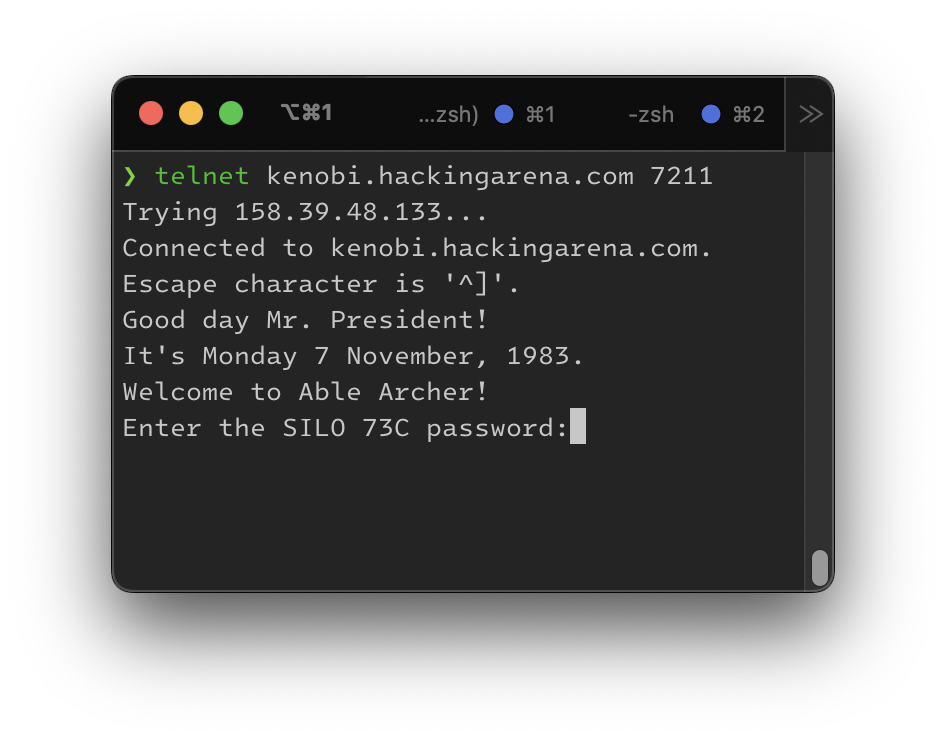 ⌥⌘1 ...zsh) ⌘1 -zsh ⌘2 >>
❯ telnet kenobi.hackingarena.com 7211
Trying 158.39.48.133...
Connected to kenobi.hackingarena.com.
Escape character is '^]'.
Good day Mr. President!
It's Monday 7 November, 1983.
Welcome to Able Archer!
Enter the SILO 73C password: